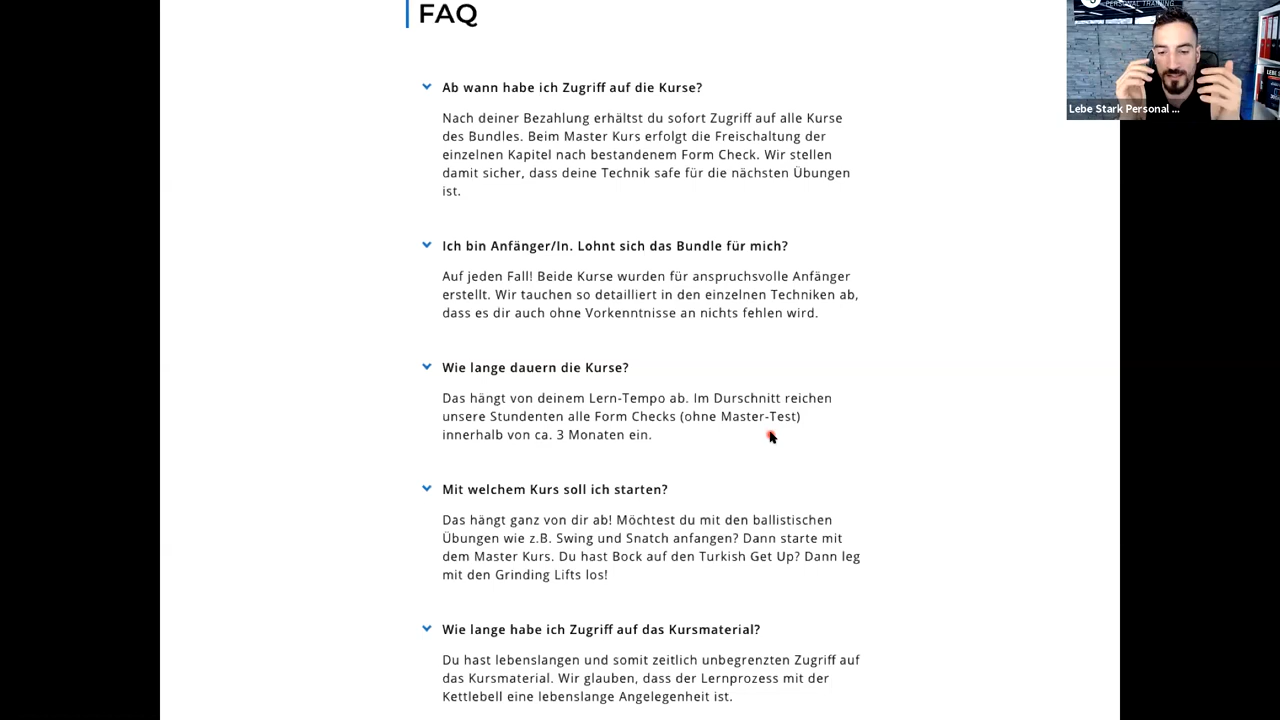 FAQ
PERSONAL TRAINING
Lebe Stark Personal ...
Ab wann habe ich Zugriff auf die Kurse?
Nach deiner Bezahlung erhältst du sofort Zugriff auf alle Kurse
des Bundles. Beim Master Kurs erfolgt die Freischaltung der
einzelnen Kapitel nach bestandenem Form Check. Wir stellen
damit sicher, dass deine Technik safe für die nächsten Übungen
ist.
Ich bin Anfänger/In. Lohnt sich das Bundle für mich?
Auf jeden Fall! Beide Kurse wurden für anspruchsvolle Anfänger
erstellt. Wir tauchen so detailliert in den einzelnen Techniken ab,
dass es dir auch ohne Vorkenntnisse an nichts fehlen wird.
Wie lange dauern die Kurse?
Das hängt von deinem Lern-Tempo ab. Im Durschnitt reichen
unsere Stundenten alle Form Checks (ohne Master-Test)
innerhalb von ca. 3 Monaten ein.
Mit welchem Kurs soll ich starten?
Das hängt ganz von dir ab! Möchtest du mit den ballistischen
Übungen wie z.B. Swing und Snatch anfangen? Dann starte mit
dem Master Kurs. Du hast Bock auf den Turkish Get Up? Dann leg
mit den Grinding Lifts los!
Wie lange habe ich Zugriff auf das Kursmaterial?
Du hast lebenslangen und somit zeitlich unbegrenzten Zugriff auf
das Kursmaterial. Wir glauben, dass der Lernprozess mit der
Kettlebell eine lebenslange Angelegenheit ist.